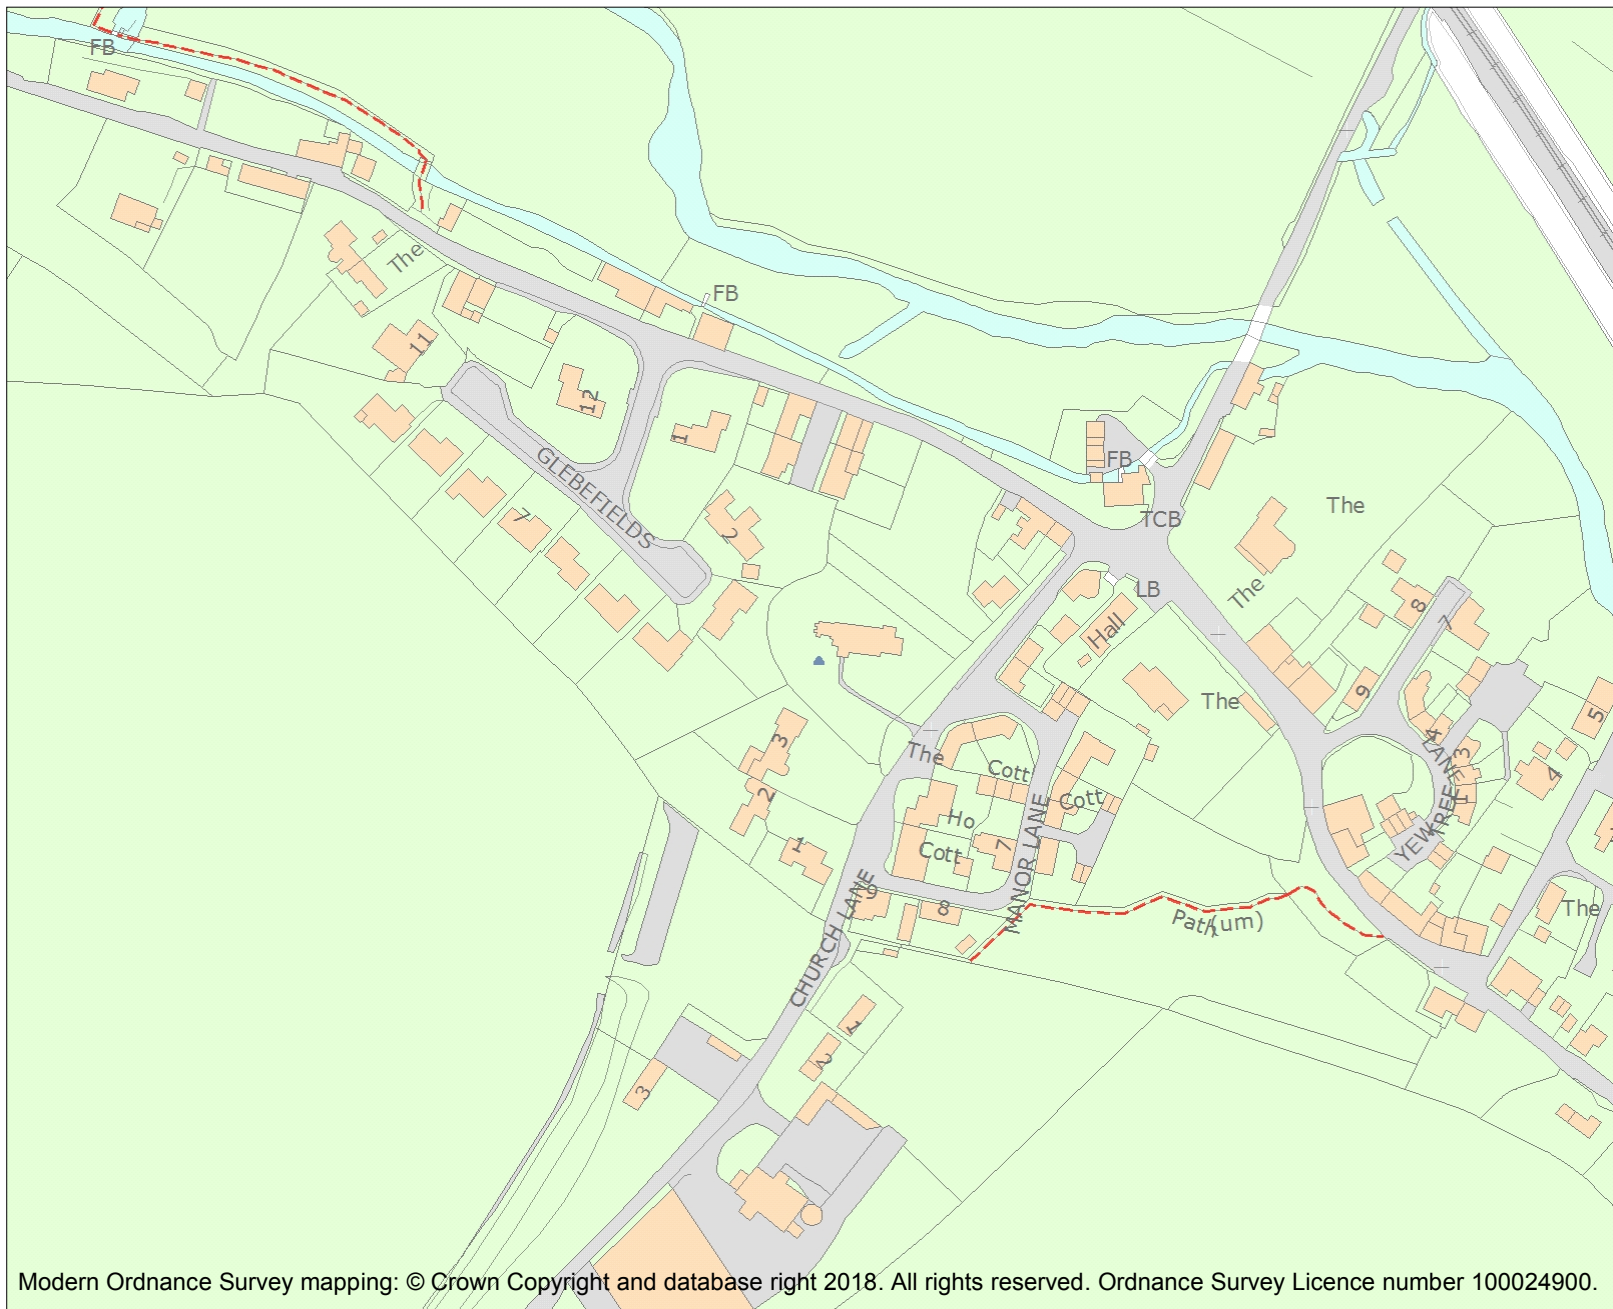 FB
The
FB
11
12
1
GLEBEFIELDS
7
2
FB
TCB
The
LB
The
Hall
8
7
9
The
5
4
LANE
3
4
1
YEWTREE
3
The
2
Cott
Cott
Ho
1
Cott
7
MANOR LANE
9
8
CHURCH LANE
Path (um)
The
1
2
3
Modern Ordnance Survey mapping: © Crown Copyright and database right 2018. All rights reserved. Ordnance Survey Licence number 100024900.